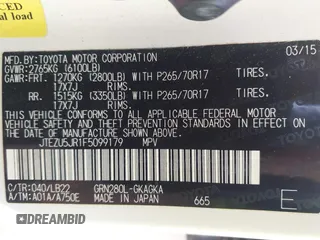 MFD.BY:TOYOTA MOTOR CORPORATION 03/15
GVWR:2765KG (6100LB)
GAWR:FRT. 1270KG (2800LB) WITH P265/70R17 TIRES.
17X7J RIMS.
RR. 1515KG (3350LB) WITH P265/70R17 TIRES.
17X7J RIMS.
THIS VEHICLE CONFORMS TO ALL APPLICABLE FEDERAL MOTOR
VEHICLE SAFETY AND THEFT PREVENTION STANDARDS IN EFFECT
ON THE DATE OF MANUFACTURE SHOWN ABOVE.
JTEZU5JR1F5099179 MPV
C/TR:040/LB22 GRN280L-GKAGKA
A/TM:A01A/A750E MADE IN JAPAN 665 E
DEALERSHIP